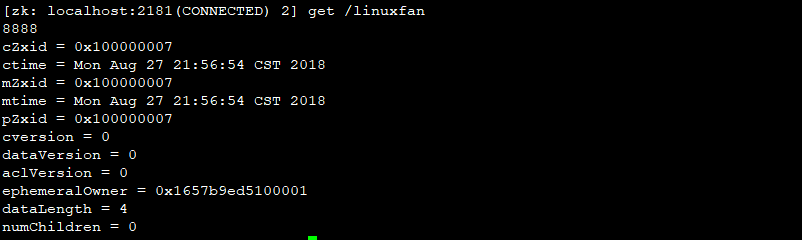 [zk: localhost:2181(CONNECTED) 2] get /linuxfan
8888
cZxid = 0x100000007
ctime = Mon Aug 27 21:56:54 CST 2018
mZxid = 0x100000007
mtime = Mon Aug 27 21:56:54 CST 2018
pZxid = 0x100000007
cversion = 0
dataVersion = 0
aclVersion = 0
ephemeralOwner = 0x1657b9ed5100001
dataLength = 4
numChildren = 0